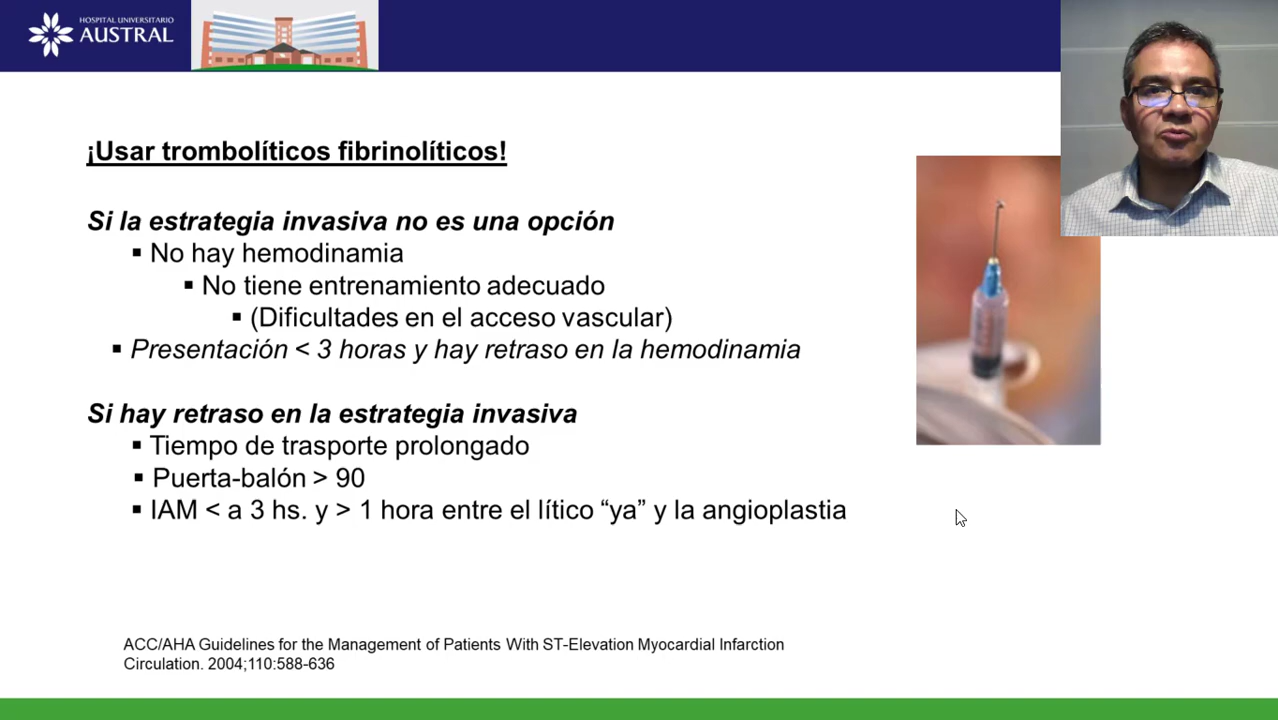 HOSPITAL UNIVERSITARIO
AUSTRAL
¡Usar trombolíticos fibrinolíticos!
Si la estrategia invasiva no es una opción
▪ No hay hemodinamia
▪ No tiene entrenamiento adecuado
▪ (Dificultades en el acceso vascular)
▪ Presentación < 3 horas y hay retraso en la hemodinamia
Si hay retraso en la estrategia invasiva
▪ Tiempo de trasporte prolongado
▪ Puerta-balón > 90
▪ IAM < a 3 hs. y > 1 hora entre el lítico “ya” y la angioplastia
ACC/AHA Guidelines for the Management of Patients With ST-Elevation Myocardial Infarction
Circulation. 2004;110:588-636